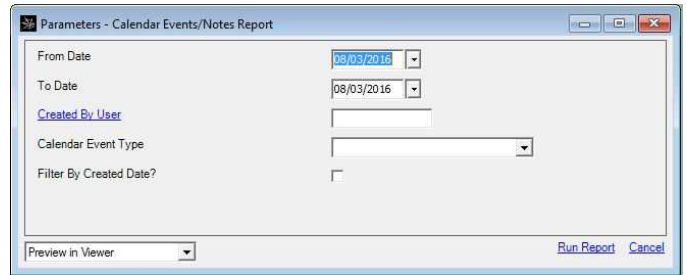 Parameters - Calendar Events/Notes Report
From Date 08/03/2016
To Date 08/03/2016
Created By User
Calendar Event Type
Filter By Created Date?
Preview in Viewer Run Report Cancel